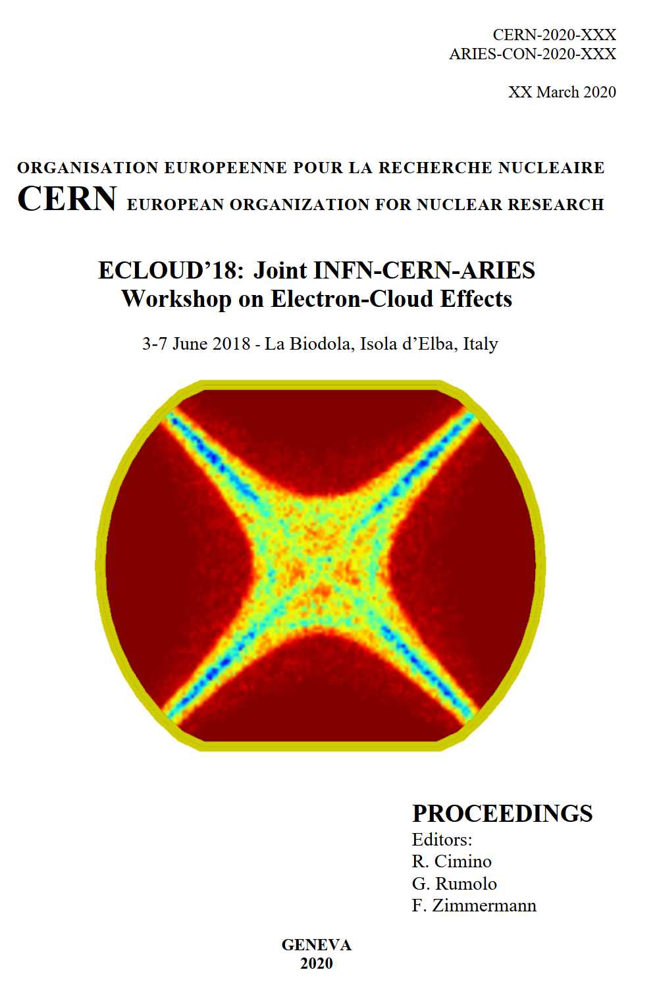 CERN-2020-XXX
ARIES-CON-2020-XXX
XX March 2020
ORGANISATION EUROPEENNE POUR LA RECHERCHE NUCLEAIRE
CERN EUROPEAN ORGANIZATION FOR NUCLEAR RESEARCH
ECLOUD’18: Joint INFN-CERN-ARIES
Workshop on Electron-Cloud Effects
3-7 June 2018 - La Biodola, Isola d’Elba, Italy
PROCEEDINGS
Editors:
R. Cimino
G. Rumolo
F. Zimmermann
GENEVA
2020